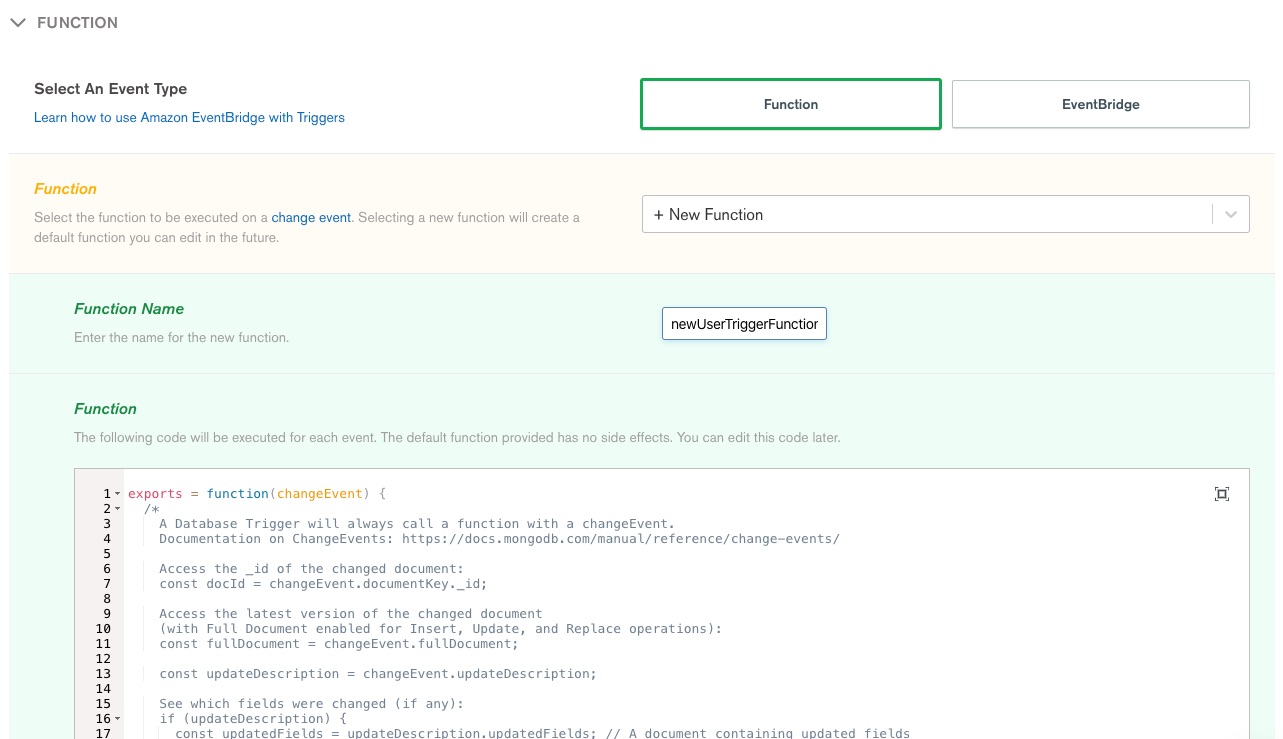 FUNCTION
Select An Event Type
Learn how to use Amazon EventBridge with Triggers
Function
EventBridge
Function
Select the function to be executed on a change event. Selecting a new function will create a
default function you can edit in the future.
+ New Function
Function Name
Enter the name for the new function.
newUserTriggerFunction
Function
The following code will be executed for each event. The default function provided has no side effects. You can edit this code later.
1 exports = function(changeEvent) {
2 /*
3 A Database Trigger will always call a function with a changeEvent.
4 Documentation on ChangeEvents: https://docs.mongodb.com/manual/reference/change-events/
5
6 Access the _id of the changed document:
7 const docId = changeEvent.documentKey._id;
8
9 Access the latest version of the changed document
10 (with Full Document enabled for Insert, Update, and Replace operations):
11 const fullDocument = changeEvent.fullDocument;
12
13 const updateDescription = changeEvent.updateDescription;
14
15 See which fields were changed (if any):
16 if (updateDescription) {
17 const updatedFields = updateDescription.updatedFields; // A document containing updated fields